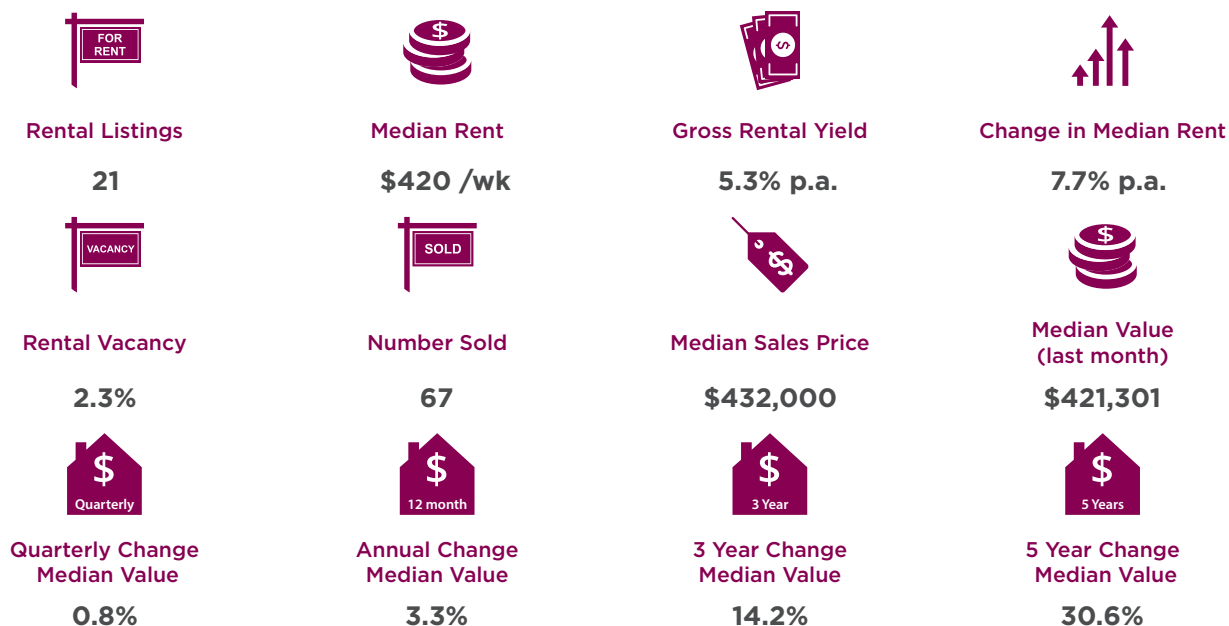 FOR
RENT
$
$
Rental Listings
Median Rent
Gross Rental Yield
Change in Median Rent
21
$420 /wk
5.3% p.a.
7.7% p.a.
VACANCY
SOLD
$
$
Rental Vacancy
Number Sold
Median Sales Price
Median Value
(last month)
2.3%
67
$432,000
$421,301
$
Quarterly
$
12 month
$
3 Year
$
5 Years
Quarterly Change
Median Value
Annual Change
Median Value
3 Year Change
Median Value
5 Year Change
Median Value
0.8%
3.3%
14.2%
30.6%